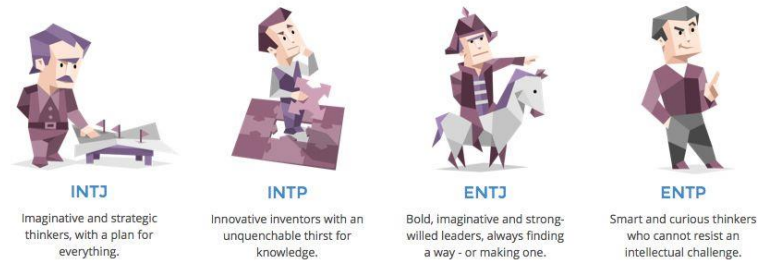 INTJ
Imaginative and strategic
thinkers, with a plan for
everything.
INTP
Innovative inventors with an
unquenchable thirst for
knowledge.
ENTJ
Bold, imaginative and strong-
willed leaders, always finding
a way - or making one.
ENTP
Smart and curious thinkers
who cannot resist an
intellectual challenge.